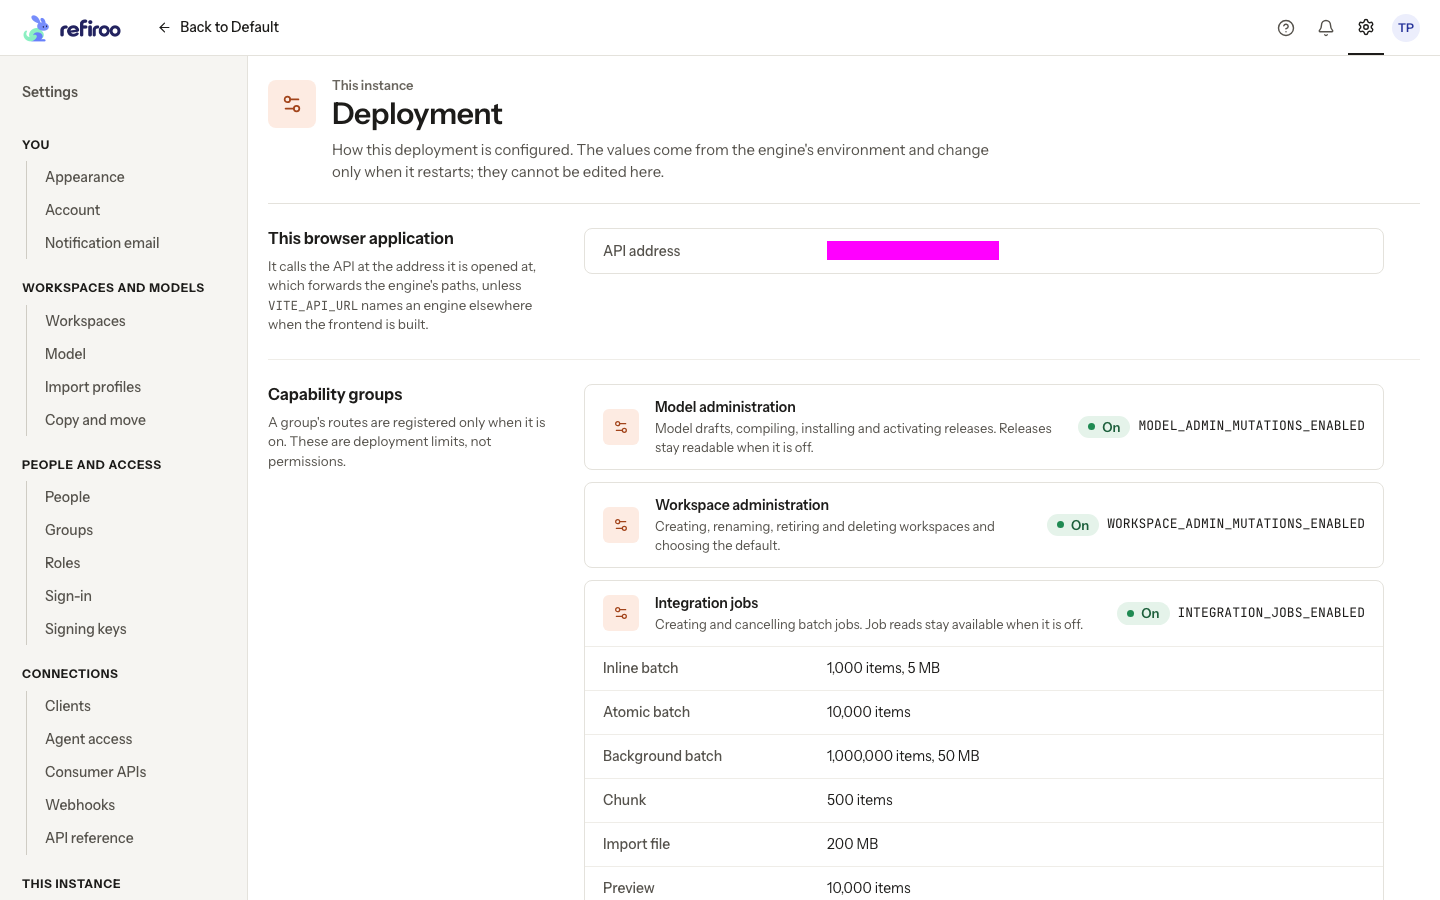 refiroo
Back to Default
TP
Settings
YOU
Appearance
Account
Notification email
WORKSPACES AND MODELS
Workspaces
Model
Import profiles
Copy and move
PEOPLE AND ACCESS
People
Groups
Roles
Sign-in
Signing keys
CONNECTIONS
Clients
Agent access
Consumer APIs
Webhooks
API reference
THIS INSTANCE
This instance
Deployment
How this deployment is configured. The values come from the engine's environment and change
only when it restarts; they cannot be edited here.
This browser application
It calls the API at the address it is opened at,
which forwards the engine's paths, unless
VITE_API_URL names an engine elsewhere
when the frontend is built.
API address
Capability groups
A group's routes are registered only when it is
on. These are deployment limits, not
permissions.
Model administration
Model drafts, compiling, installing and activating releases. Releases
stay readable when it is off.
On MODEL_ADMIN_MUTATIONS_ENABLED
Workspace administration
Creating, renaming, retiring and deleting workspaces and
choosing the default.
On WORKSPACE_ADMIN_MUTATIONS_ENABLED
Integration jobs
Creating and cancelling batch jobs. Job reads stay available when it is off.
On INTEGRATION_JOBS_ENABLED
Inline batch 1,000 items, 5 MB
Atomic batch 10,000 items
Background batch 1,000,000 items, 50 MB
Chunk 500 items
Import file 200 MB
Preview 10,000 items